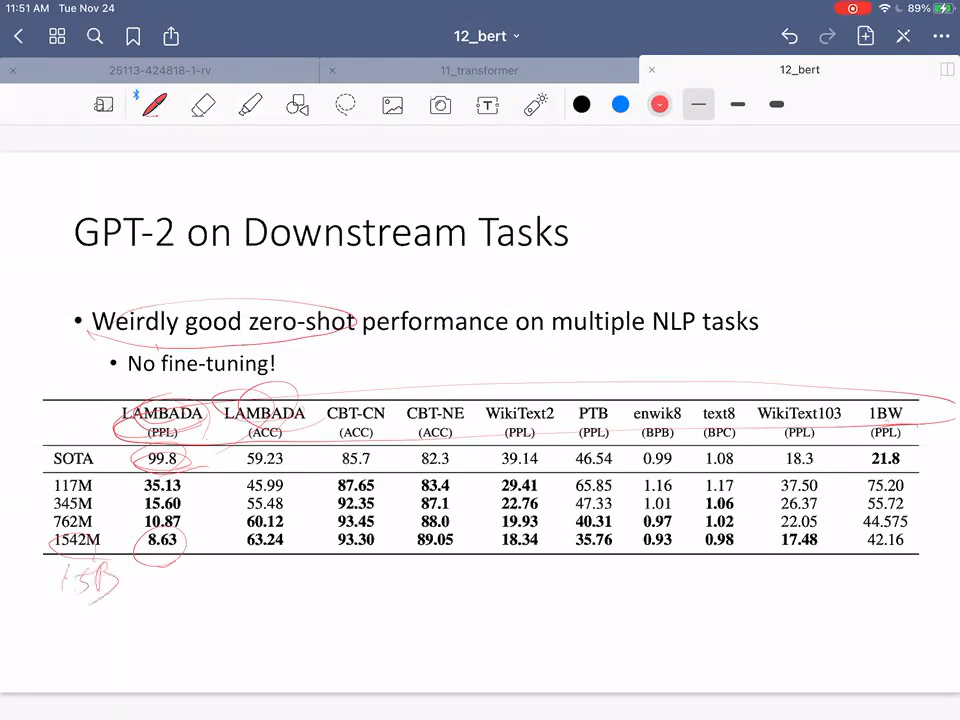 11:51 AM Tue Nov 24
89%
12_bert
25113-424818-1-rv
11_transformer
12_bert
T
GPT-2 on Downstream Tasks
• Weirdly good zero-shot performance on multiple NLP tasks
• No fine-tuning!
LAMBADA LAMBADA CBT-CN CBT-NE WikiText2 PTB enwik8 text8 WikiText103 1BW
(PPL) (ACC) (ACC) (ACC) (PPL) (PPL) (BPB) (BPC) (PPL) (PPL)
SOTA 99.8 59.23 85.7 82.3 39.14 46.54 0.99 1.08 18.3 21.8
117M 35.13 45.99 87.65 83.4 29.41 65.85 1.16 1.17 37.50 75.20
345M 15.60 55.48 92.35 87.1 22.76 47.33 1.01 1.06 26.37 55.72
762M 10.87 60.12 93.45 88.0 19.93 40.31 0.97 1.02 22.05 44.575
1542M 8.63 63.24 93.30 89.05 18.34 35.76 0.93 0.98 17.48 42.16
1.5B